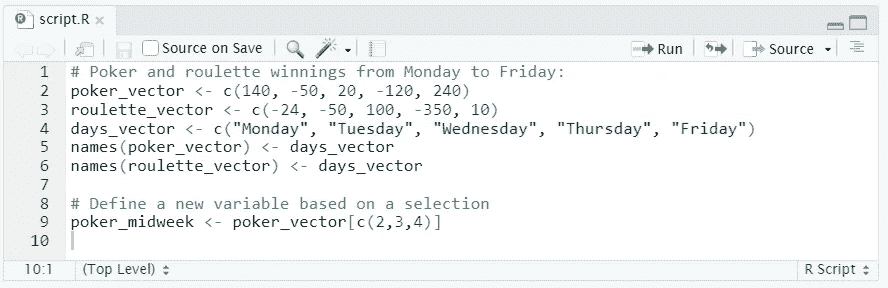 script.R
Source on Save
Run
Source
1 # Poker and roulette winnings from Monday to Friday:
2 poker_vector <- c(140, -50, 20, -120, 240)
3 roulette_vector <- c(-24, -50, 100, -350, 10)
4 days_vector <- c("Monday", "Tuesday", "Wednesday", "Thursday", "Friday")
5 names(poker_vector) <- days_vector
6 names(roulette_vector) <- days_vector
7
8 # Define a new variable based on a selection
9 poker_midweek <- poker_vector[c(2,3,4)]
10
10:1 (Top Level) R Script